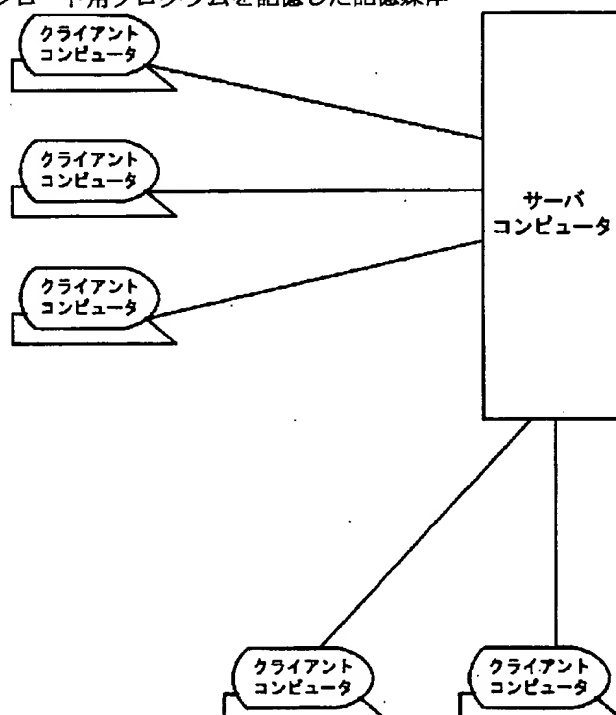 ンロード用プログラムを記憶した記憶媒体
クライアント
コンピュータ
クライアント
コンピュータ
サーバ
コンピュータ
クライアント
コンピュータ
クライアント
コンピュータ
クライアント
コンピュータ